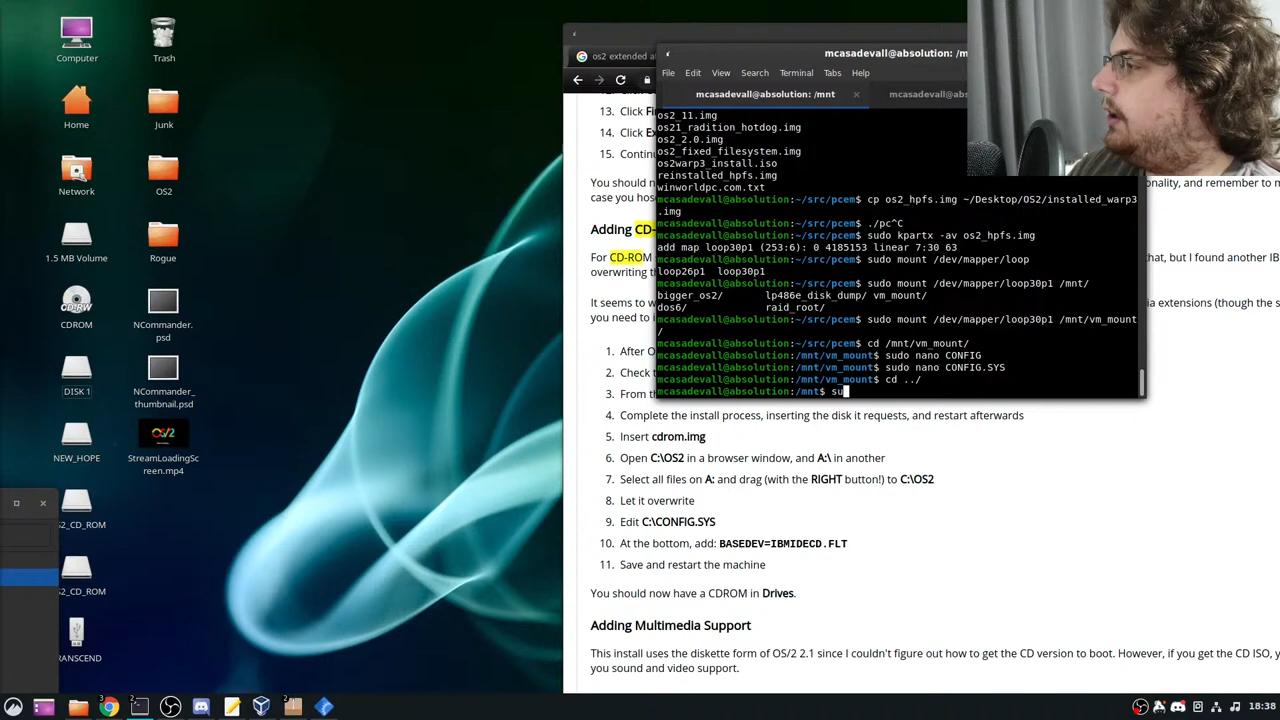 Computer
Trash
Home
Junk
Network
OS2
1.5 MB Volume
Rogue
CDROM
NCommander.
psd
DISK 1
NCommander_
thumbnail.psd
NEW_HOPE
StreamLoadingSc
reen.mp4
S2_CD_ROM
S2_CD_ROM
RANSCEND
os2 extended at
mcasadevall@absolution: /m
File Edit View Search Terminal Tabs Help
mcasadevall@absolution: /mnt
mcasadevall@abs
os2_11.img
os21_radition_hotdog.img
os2_2.0.img
os2_fixed_filesystem.img
os2warp3_install.iso
reinstalled_hpfs.img
winworldpc.com.txt
mcasadevall@absolution:~/src/pcem$ cp os2_hpfs.img ~/Desktop/OS2/installed_warp3
.img
mcasadevall@absolution:~/src/pcem$ ./pc^C
mcasadevall@absolution:~/src/pcem$ sudo kpartx -av os2_hpfs.img
add map loop30p1 (253:6): 0 4185153 linear 7:30 63
mcasadevall@absolution:~/src/pcem$ sudo mount /dev/mapper/loop
loop26p1 loop30p1
mcasadevall@absolution:~/src/pcem$ sudo mount /dev/mapper/loop30p1 /mnt/
bigger_os2/ lp486e_disk_dump/ vm_mount/
dos6/ raid_root/
mcasadevall@absolution:~/src/pcem$ sudo mount /dev/mapper/loop30p1 /mnt/vm_mount
/
mcasadevall@absolution:~/src/pcem$ cd /mnt/vm_mount/
mcasadevall@absolution:/mnt/vm_mount$ sudo nano CONFIG
mcasadevall@absolution:/mnt/vm_mount$ sudo nano CONFIG.SYS
mcasadevall@absolution:/mnt/vm_mount$ cd ../
mcasadevall@absolution:/mnt$ su
13. Click Fi
14. Click Ex
15. Contin
You should n
onality, and remember to m
case you hos
Adding CD-
For CD-ROM
that, but I found another IB
overwriting th
It seems to w
ia extensions (though the s
you need to i
1. After O
2. Check t
3. From th
4. Complete the install process, inserting the disk it requests, and restart afterwards
5. Insert cdrom.img
6. Open C:\OS2 in a browser window, and A:\ in another
7. Select all files on A: and drag (with the RIGHT button!) to C:\OS2
8. Let it overwrite
9. Edit C:\CONFIG.SYS
10. At the bottom, add: BASEDEV=IBMIDECD.FLT
11. Save and restart the machine
You should now have a CDROM in Drives.
Adding Multimedia Support
This install uses the diskette form of OS/2 2.1 since I couldn't figure out how to get the CD version to boot. However, if you get the CD ISO, y
you sound and video support.
3
2
2
18:38